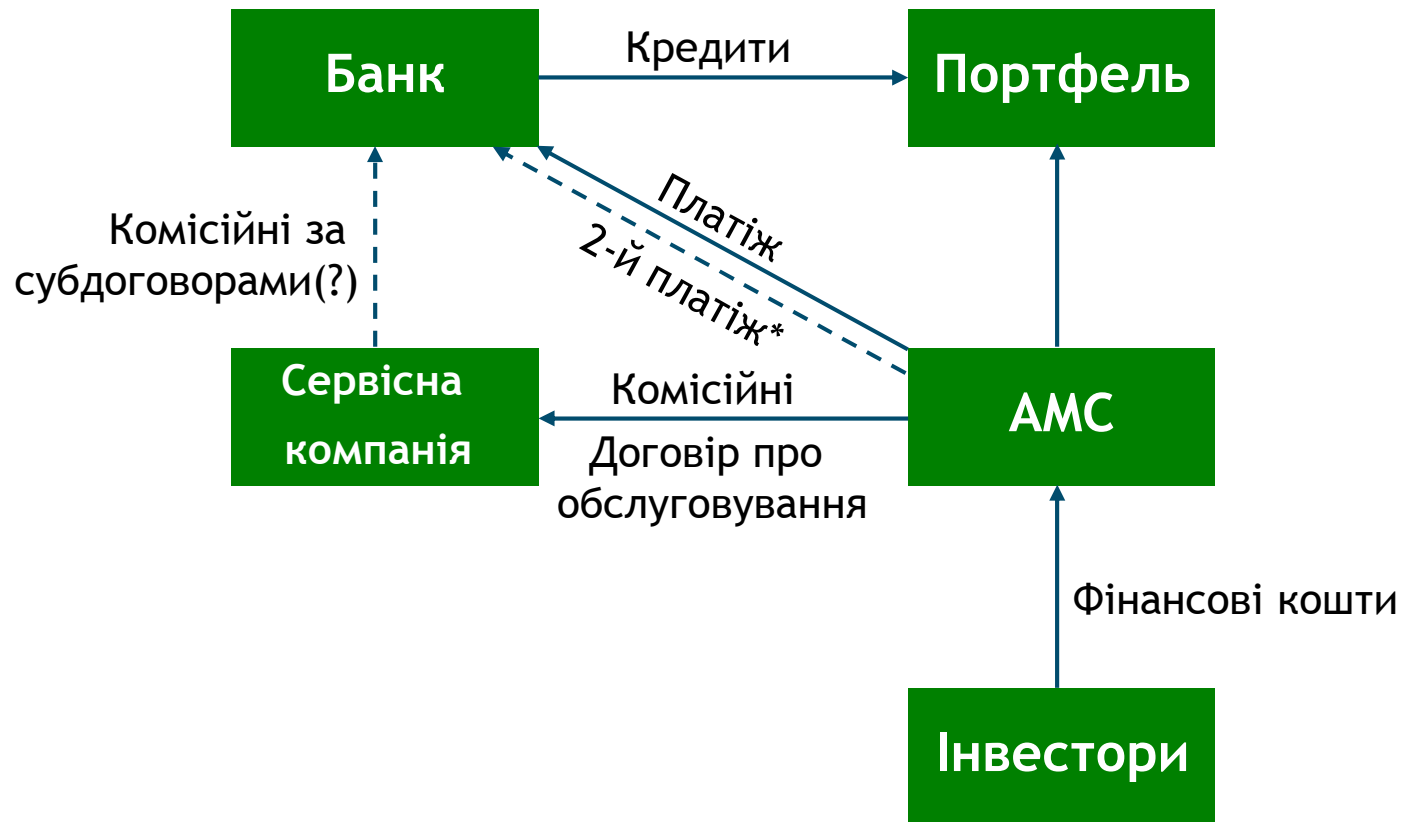 Банк
Кредити
Портфель
Платіж
2-й платіж*
Комісійні за
субдоговорами(?)
Сервісна
компанія
Комісійні
Договір про
обслуговування
АМС
Фінансові кошти
Інвестори